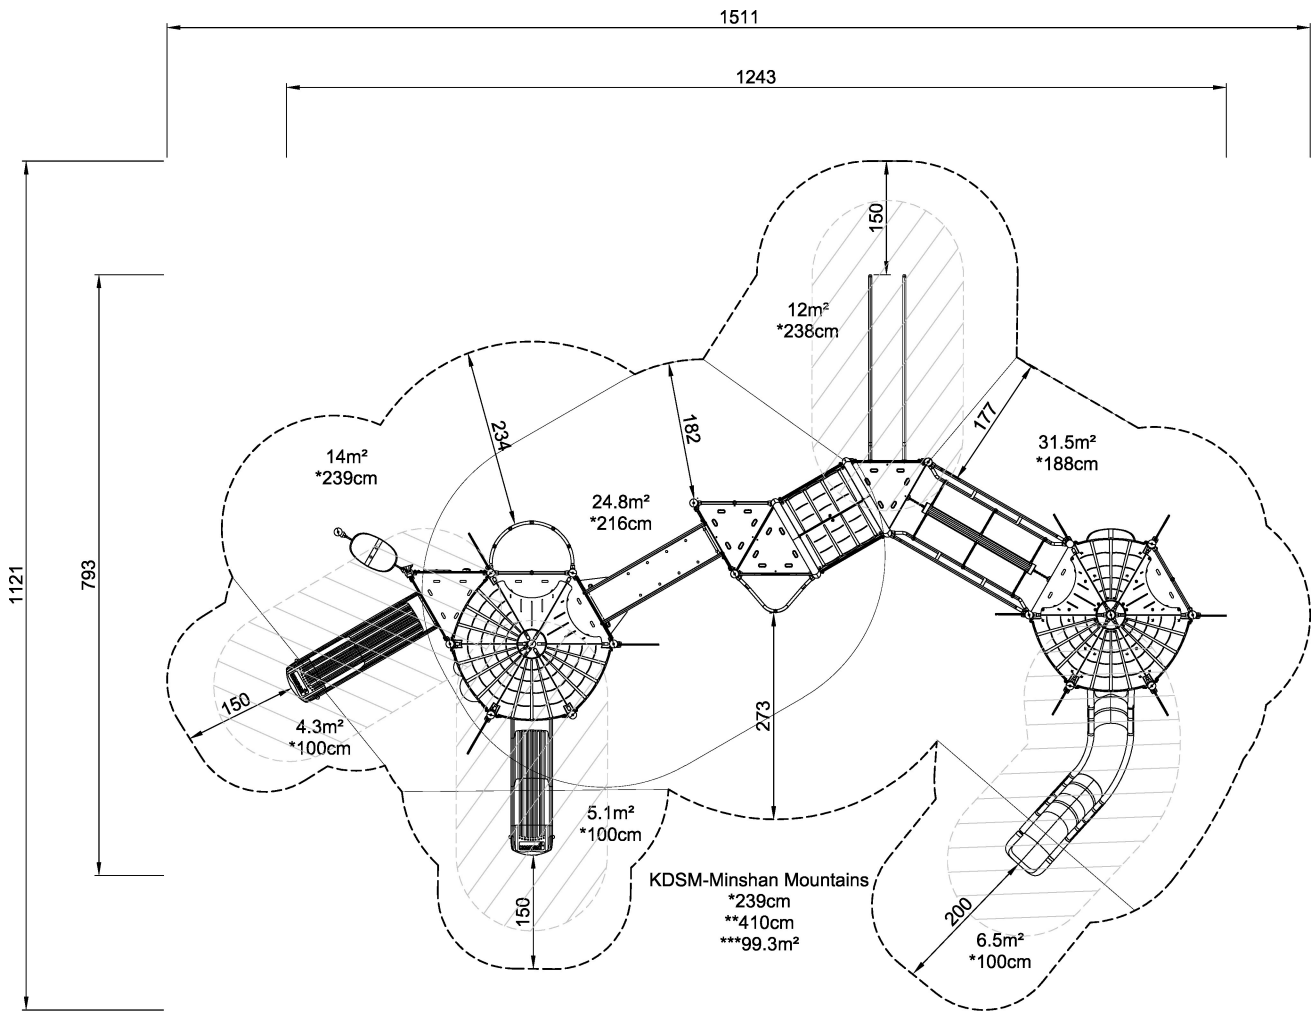 1511
1243
150
12m²
*238cm
177
31.5m²
*188cm
182
234
14m²
*239cm
24.8m²
*216cm
793
1121
150
4.3m²
*100cm
273
5.1m²
*100cm
KDSM-Minshan Mountains
*239cm
**410cm
***99.3m²
150
200
6.5m²
*100cm